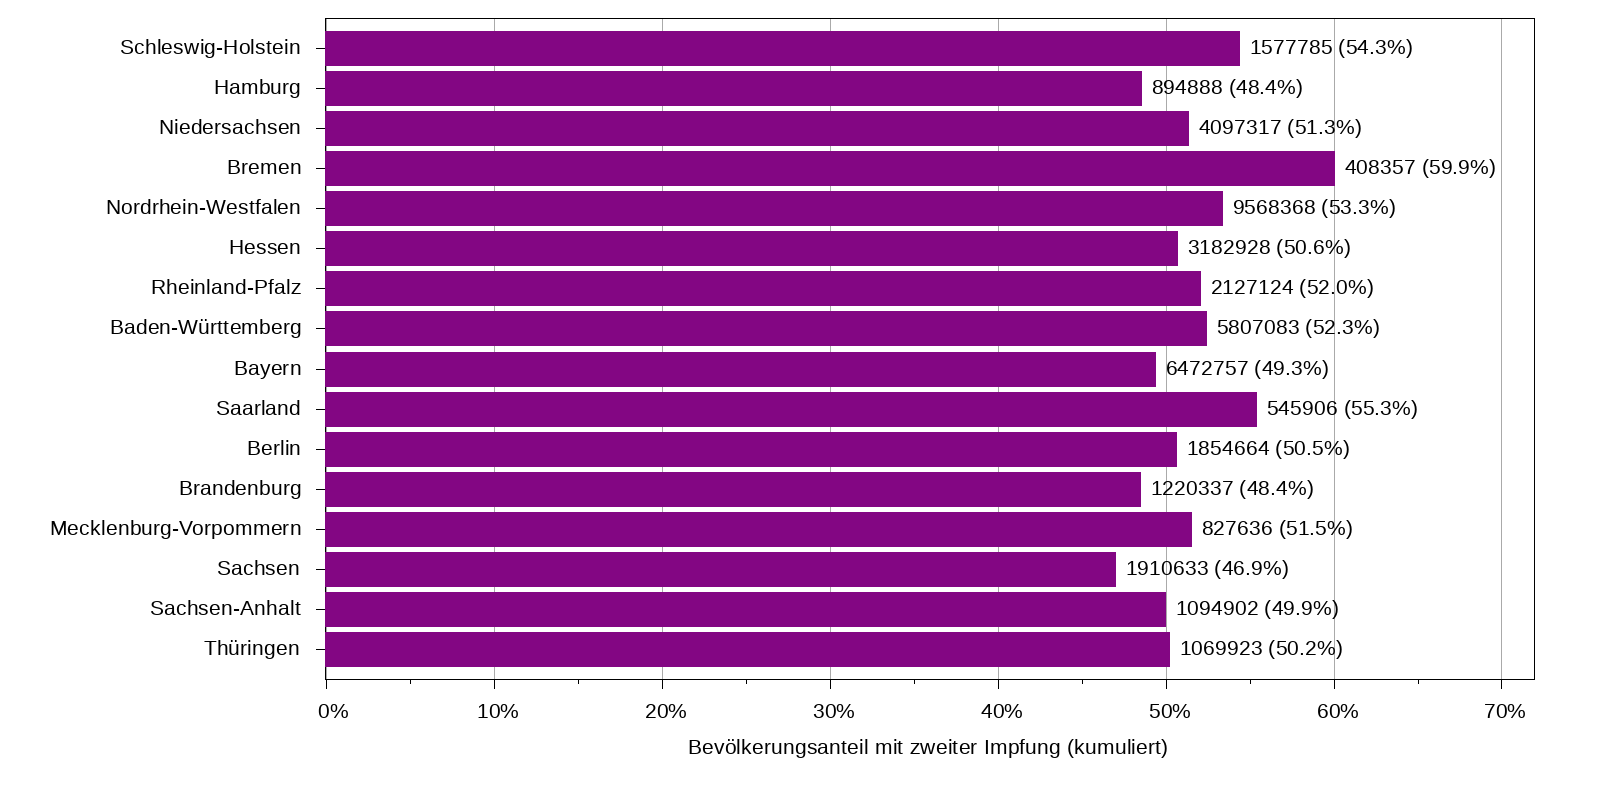 Schleswig-Holstein 1577785 (54.3%)
Hamburg 894888 (48.4%)
Niedersachsen 4097317 (51.3%)
Bremen 408357 (59.9%)
Nordrhein-Westfalen 9568368 (53.3%)
Hessen 3182928 (50.6%)
Rheinland-Pfalz 2127124 (52.0%)
Baden-Württemberg 5807083 (52.3%)
Bayern 6472757 (49.3%)
Saarland 545906 (55.3%)
Berlin 1854664 (50.5%)
Brandenburg 1220337 (48.4%)
Mecklenburg-Vorpommern 827636 (51.5%)
Sachsen 1910633 (46.9%)
Sachsen-Anhalt 1094902 (49.9%)
Thüringen 1069923 (50.2%)
0% 10% 20% 30% 40% 50% 60% 70%
Bevölkerungsanteil mit zweiter Impfung (kumuliert)